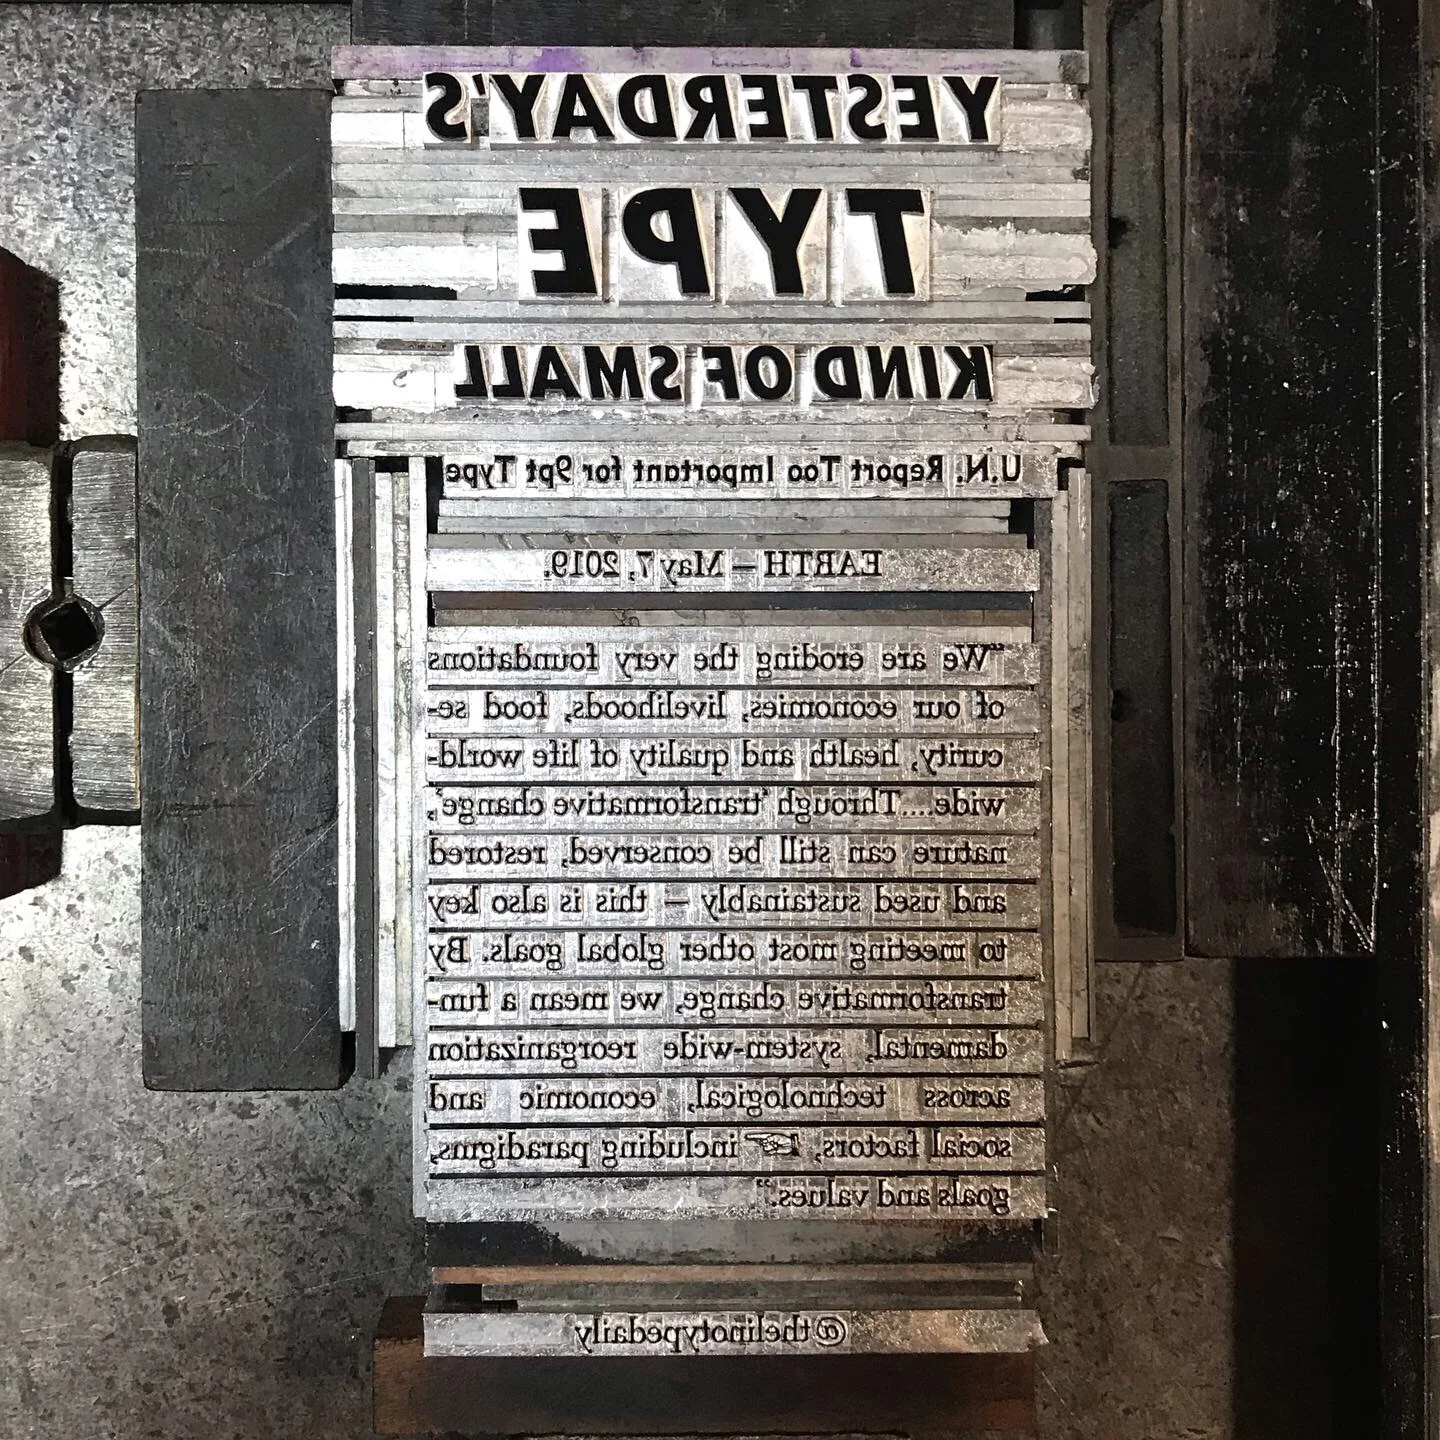 YESTERDAY'S
TYPE
KIND OF SMALL
U.N. Report Too Important for 9pt Type
EARTH — May 7, 2019.
“We are eroding the very foundations
of our economies, livelihoods, food se-
curity, health and quality of life world-
wide....Through ‘transformative change’,
nature can still be conserved, restored
and used sustainably — this is also key
to meeting most other global goals. By
transformative change, we mean a fun-
damental, system-wide reorganization
across technological, economic and
social factors, ☞ including paradigms,
goals and values.”
@thelinotypedaily